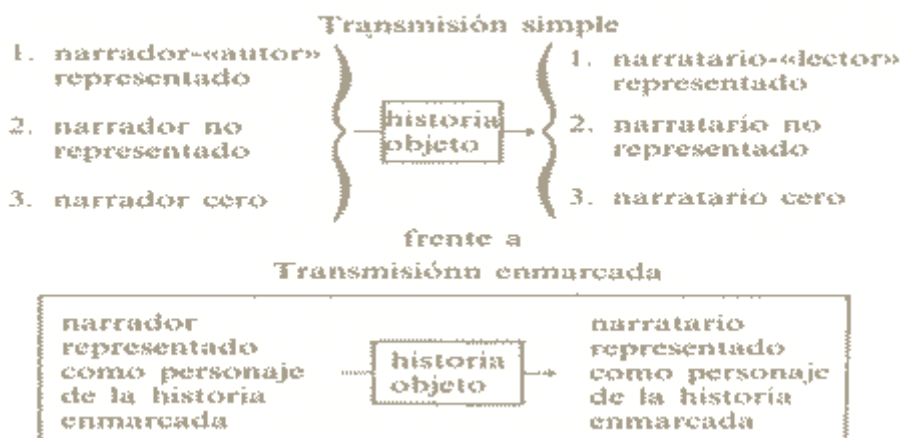 Transmisión simple
1. narrador-«autor»
representado
2. narrador no
representado
3. narrador cero
historia
objeto
1. narratario-«lector»
representado
2. narratario no
representado
3. narratario cero
frente a
Transmisiónn enmarcada
narrador
representado
como personaje
de la historia
enmarcada
historia
objeto
narratario
representado
como personaje
de la historia
enmarcada